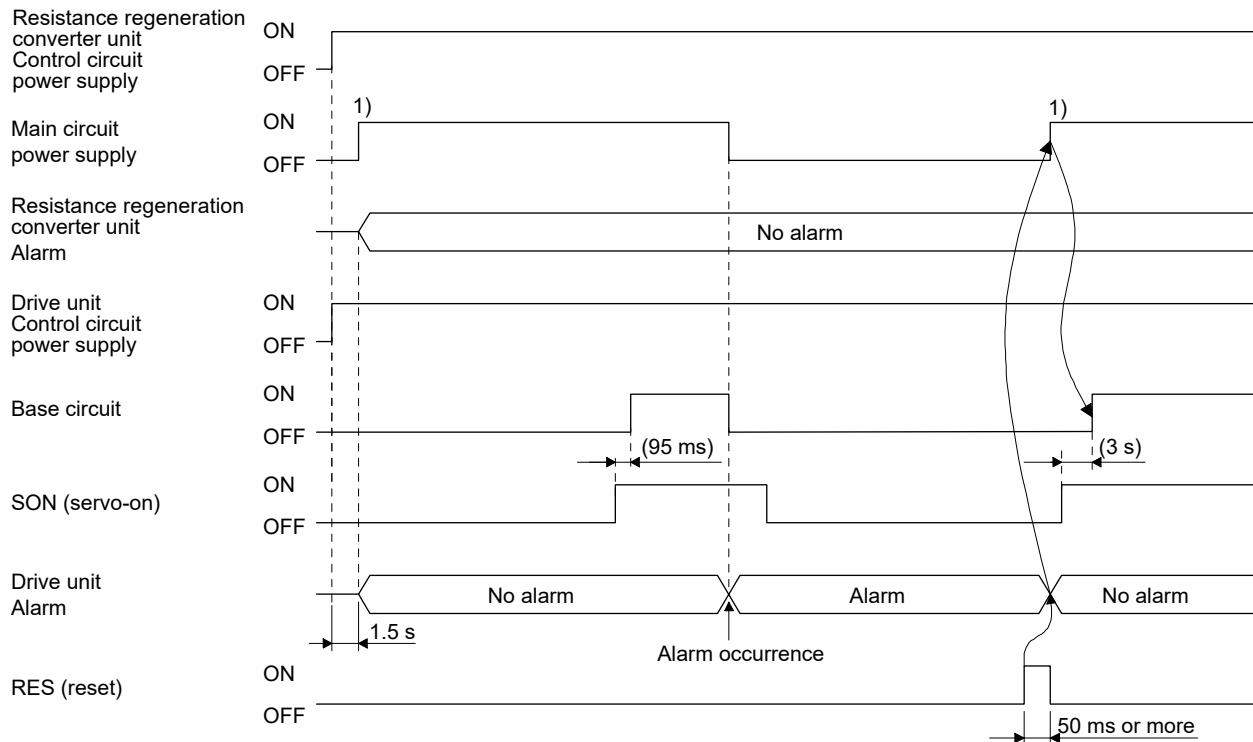 Resistance regeneration
converter unit
Control circuit
power supply
ON
OFF
Main circuit
power supply
ON
OFF
1)
1)
Resistance regeneration
converter unit
Alarm
No alarm
Drive unit
Control circuit
power supply
ON
OFF
Base circuit
ON
OFF
(95 ms)
(3 s)
SON (servo-on)
ON
OFF
Drive unit
Alarm
No alarm
Alarm
No alarm
1.5 s
Alarm occurrence
RES (reset)
ON
OFF
50 ms or more